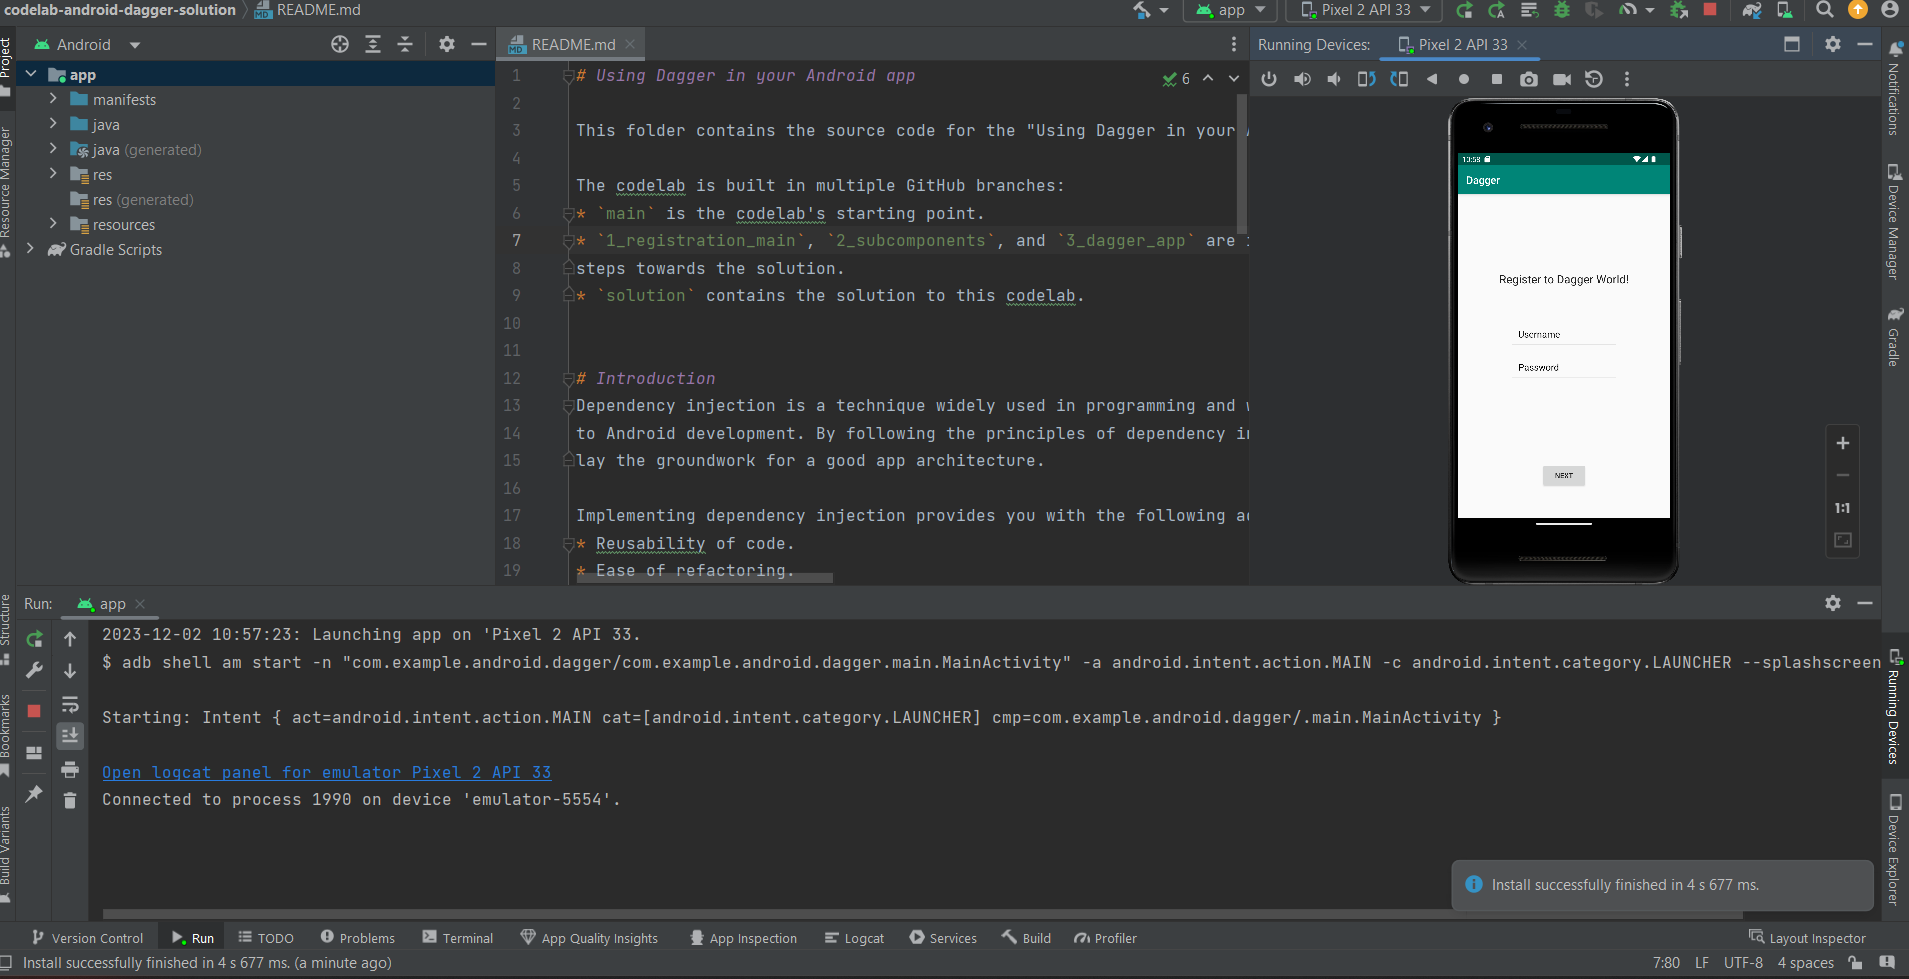 codelab-android-dagger-solution
README.md
app
Pixel 2 API 33
Project
Android
README.md
Running Devices:
Pixel 2 API 33
app
manifests
java
java (generated)
res
res (generated)
resources
Gradle Scripts
Resource Manager
1 # Using Dagger in your Android app
6
2
3 This folder contains the source code for the "Using Dagger in your
4
5 The codelab is built in multiple GitHub branches:
6 * `main` is the codelab's starting point.
7 * `1_registration_main`, `2_subcomponents`, and `3_dagger_app` are
8 steps towards the solution.
9 * `solution` contains the solution to this codelab.
10
11
12 # Introduction
13 Dependency injection is a technique widely used in programming and
14 to Android development. By following the principles of dependency
15 lay the groundwork for a good app architecture.
16
17 Implementing dependency injection provides you with the following
18 * Reusability of code.
19 * Ease of refactoring.
10:58
Dagger
Register to Dagger World!
Username
Password
NEXT
1:1
Notifications
Device Manager
Gradle
Running Devices
Device Explorer
Structure
Bookmarks
Build Variants
Run:
app
2023-12-02 10:57:23: Launching app on 'Pixel 2 API 33.
$ adb shell am start -n "com.example.android.dagger/com.example.android.dagger.main.MainActivity" -a android.intent.action.MAIN -c android.intent.category.LAUNCHER --splashscreen
Starting: Intent { act=android.intent.action.MAIN cat=[android.intent.category.LAUNCHER] cmp=com.example.android.dagger/.main.MainActivity }
Open logcat panel for emulator Pixel 2 API 33
Connected to process 1990 on device 'emulator-5554'.
Install successfully finished in 4 s 677 ms.
Version Control
Run
TODO
Problems
Terminal
App Quality Insights
App Inspection
Logcat
Services
Build
Profiler
Layout Inspector
Install successfully finished in 4 s 677 ms. (a minute ago)
7:80
LF
UTF-8
4 spaces